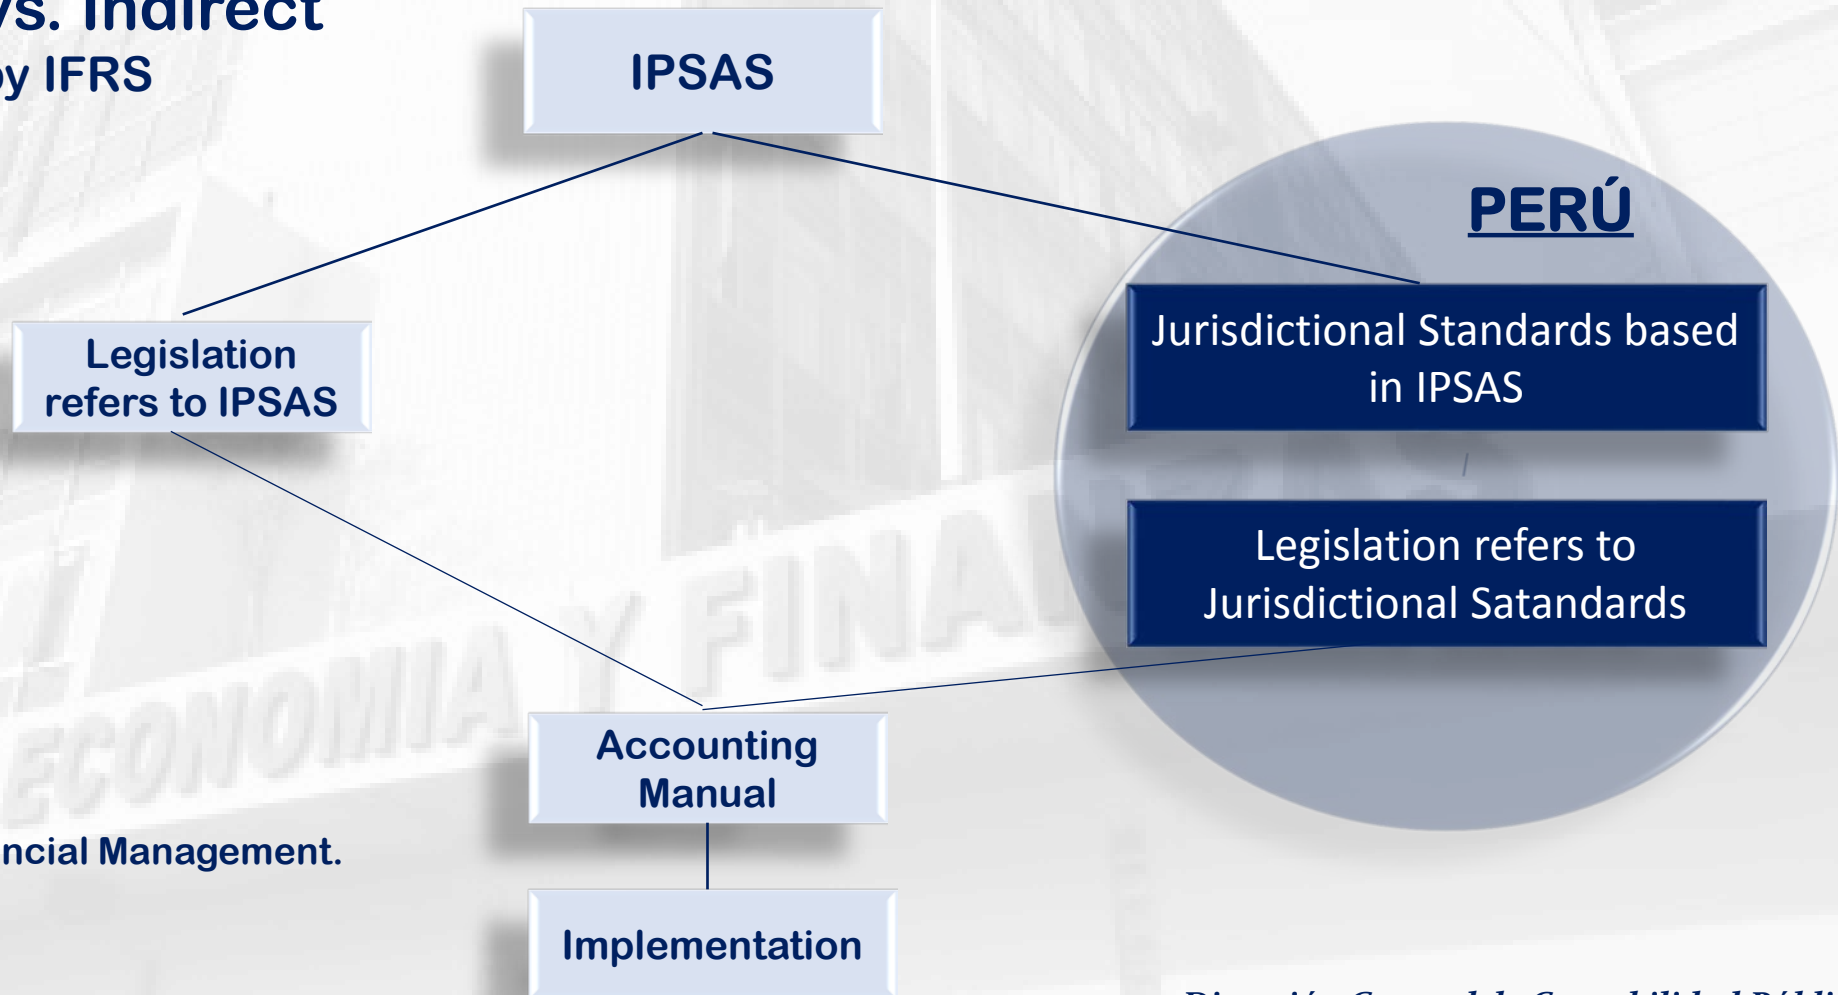 vs. Indirect
by IFRS
IPSAS
PERÚ
Jurisdictional Standards based
in IPSAS
Legislation
refers to IPSAS
Legislation refers to
Jurisdictional Satandards
ECONOMIA Y FINANZAS
Accounting
Manual
ncial Management.
Implementation